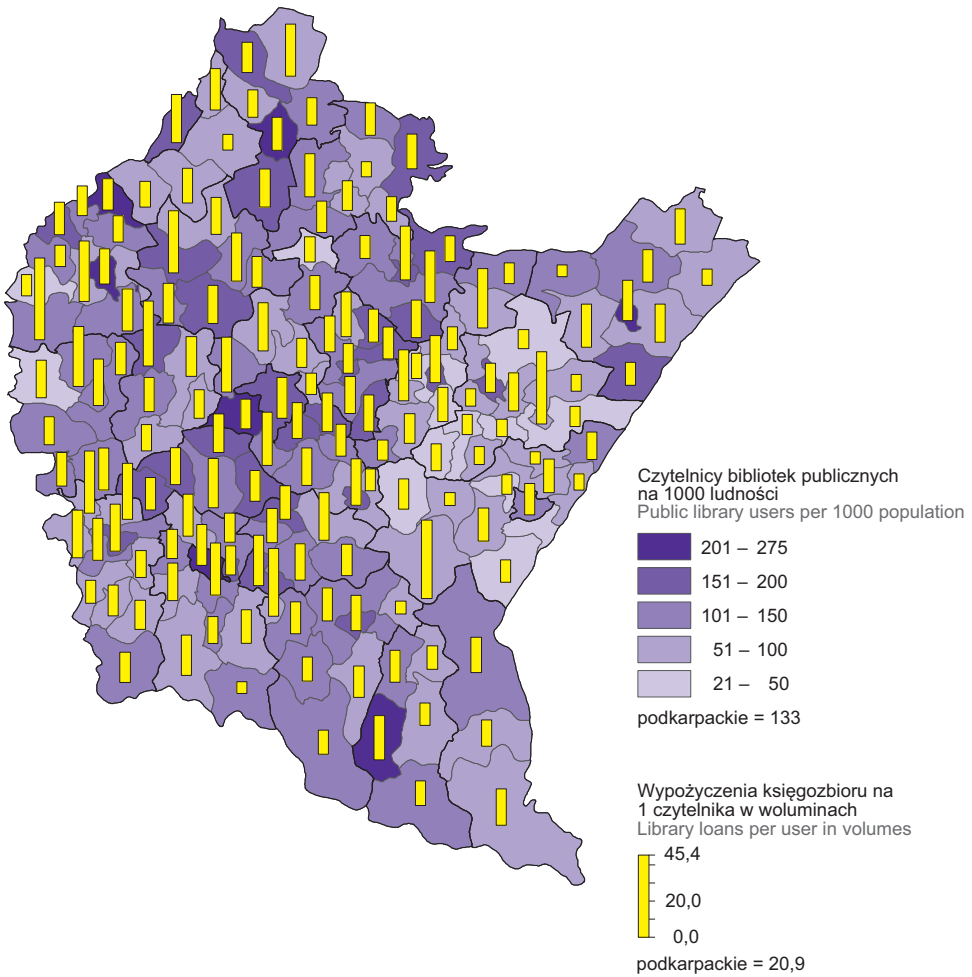 Czytelnicy bibliotek publicznych
na 1000 ludności
Public library users per 1000 population
201 – 275
151 – 200
101 – 150
51 – 100
21 – 50
podkarpackie = 133
Wypożyczenia księgozbioru na
1 czytelnika w woluminach
Library loans per user in volumes
45,4
20,0
0,0
podkarpackie = 20,9